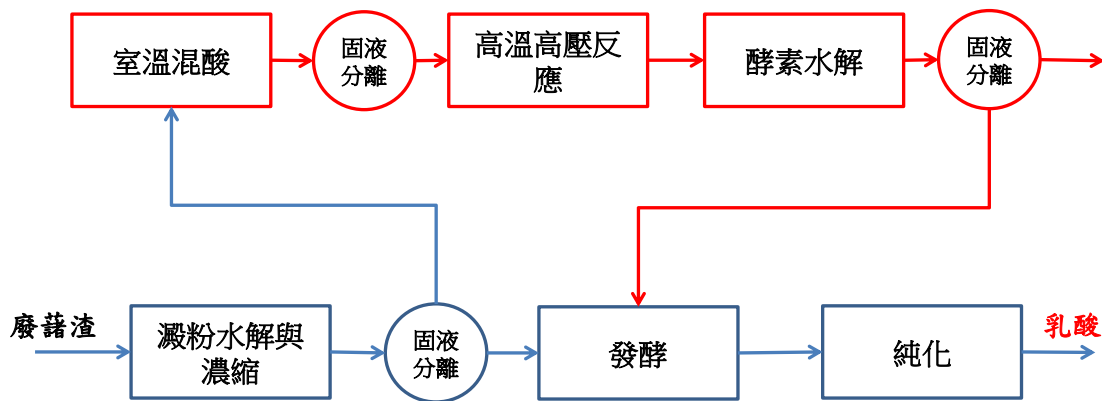 室溫混酸
固液
分離
高溫高壓反
應
酵素水解
固液
分離
廢藷渣
澱粉水解與
濃縮
固液
分離
發酵
純化
乳酸